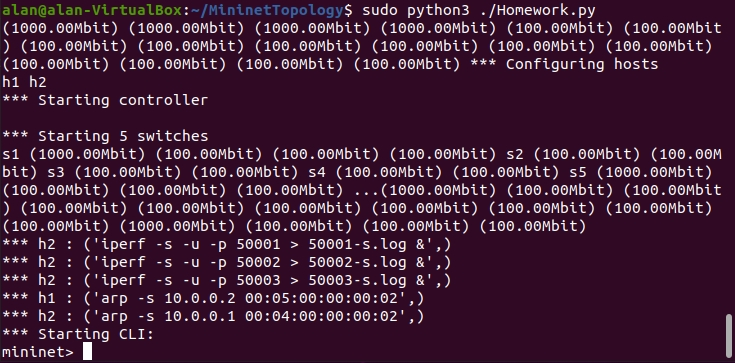 alan@alan-VirtualBox:~/MininetTopology$ sudo python3 ./Homework.py
(1000.00Mbit) (100.00Mbit) (100.00Mbit) (100.00Mbit) (100.00Mbit) (100.00Mbit
) (100.00Mbit) (100.00Mbit) (100.00Mbit) (100.00Mbit) (1000.00Mbit) (100.00Mbit)
(100.00Mbit) (100.00Mbit) (100.00Mbit) (100.00Mbit) *** Configuring hosts
h1 h2
*** Starting controller
*** Starting 5 switches
s1 (1000.00Mbit) (100.00Mbit) (100.00Mbit) (100.00Mbit) s2 (100.00Mbit) (100.00M
bit) s3 (100.00Mbit) (100.00Mbit) s4 (100.00Mbit) (100.00Mbit) s5 (1000.00Mbit)
(100.00Mbit) (100.00Mbit) (100.00Mbit) ...(1000.00Mbit) (100.00Mbit) (100.00Mbit
) (100.00Mbit) (100.00Mbit) (100.00Mbit) (100.00Mbit) (100.00Mbit) (100.00Mbit)
(100.00Mbit) (1000.00Mbit) (100.00Mbit) (100.00Mbit) (100.00Mbit)
*** h2 : ('iperf -s -u -p 50001 > 50001-s.log &',)
*** h2 : ('iperf -s -u -p 50002 > 50002-s.log &',)
*** h2 : ('iperf -s -u -p 50003 > 50003-s.log &',)
*** h1 : ('arp -s 10.0.0.2 00:05:00:00:00:02',)
*** h2 : ('arp -s 10.0.0.1 00:04:00:00:00:02',)
*** Starting CLI:
mininet>